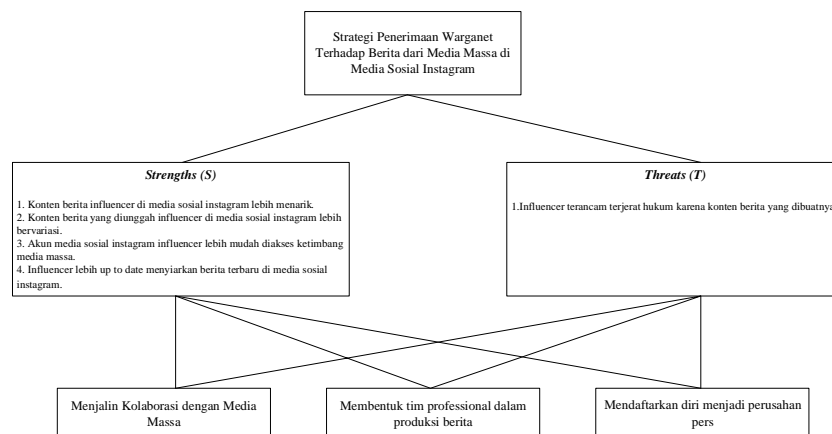 Strategi Penerimaan Warganet
Terhadap Berita dari Media Massa di
Media Sosial Instagram
Strengths (S)
1. Konten berita influencer di media sosial instagram lebih menarik.
2. Konten berita yang diunggah influencer di media sosial instagram lebih
bervariasi.
3. Akun media sosial instagram influencer lebih mudah diakses ketimbang
media massa.
4. Influencer lebih up to date menyiarkan berita terbaru di media sosial
instagram.
Threats (T)
1.Influencer terancam terjerat hukum karena konten berita yang dibuatnya
Menjalin Kolaborasi dengan Media
Massa
Membentuk tim professional dalam
produksi berita
Mendaftarkan diri menjadi perusahan
pers